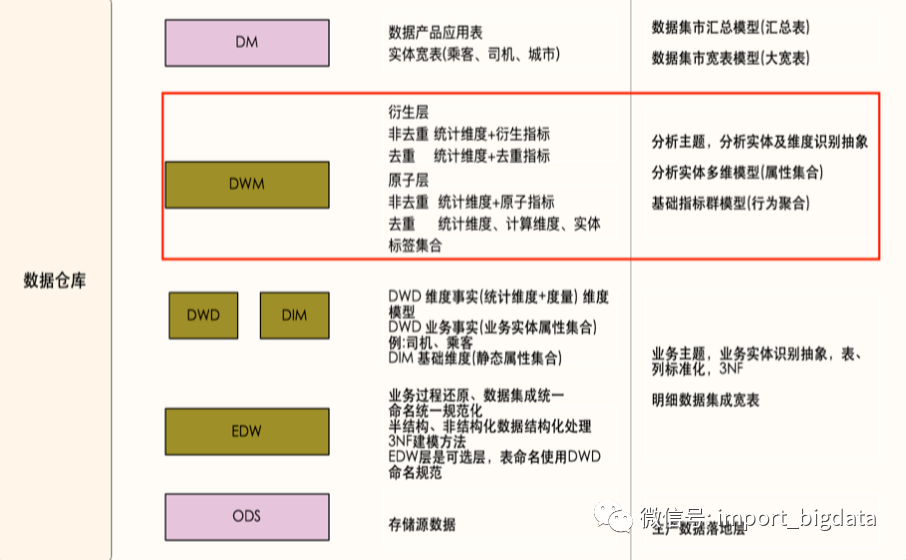 数据仓库
DM
数据产品应用表
实体宽表(乘客、司机、城市)
数据集市汇总模型(汇总表)
数据集市宽表模型(大宽表)
DWM
衍生层
非去重 统计维度+衍生指标
去重 统计维度+去重指标
原子层
非去重 统计维度+原子指标
去重 统计维度、计算维度、实体
标签集合
分析主题，分析实体及维度识别抽象
分析实体多维模型(属性集合)
基础指标群模型(行为聚合)
DWD
DIM
DWD 维度事实(统计维度+度量) 维度
模型
DWD 业务事实(业务实体属性集合)
例:司机、乘客
DIM 基础维度(静态属性集合)
业务主题，业务实体识别抽象，表、
列标准化，3NF
明细数据集成宽表
EDW
业务过程还原、数据集成统一
命名统一规范化
半结构、非结构化数据结构化处理
3NF建模方法
EDW层是可选层，表命名使用DWD
命名规范
ODS
存储源数据
微信号: import_bigdata
数据落地层